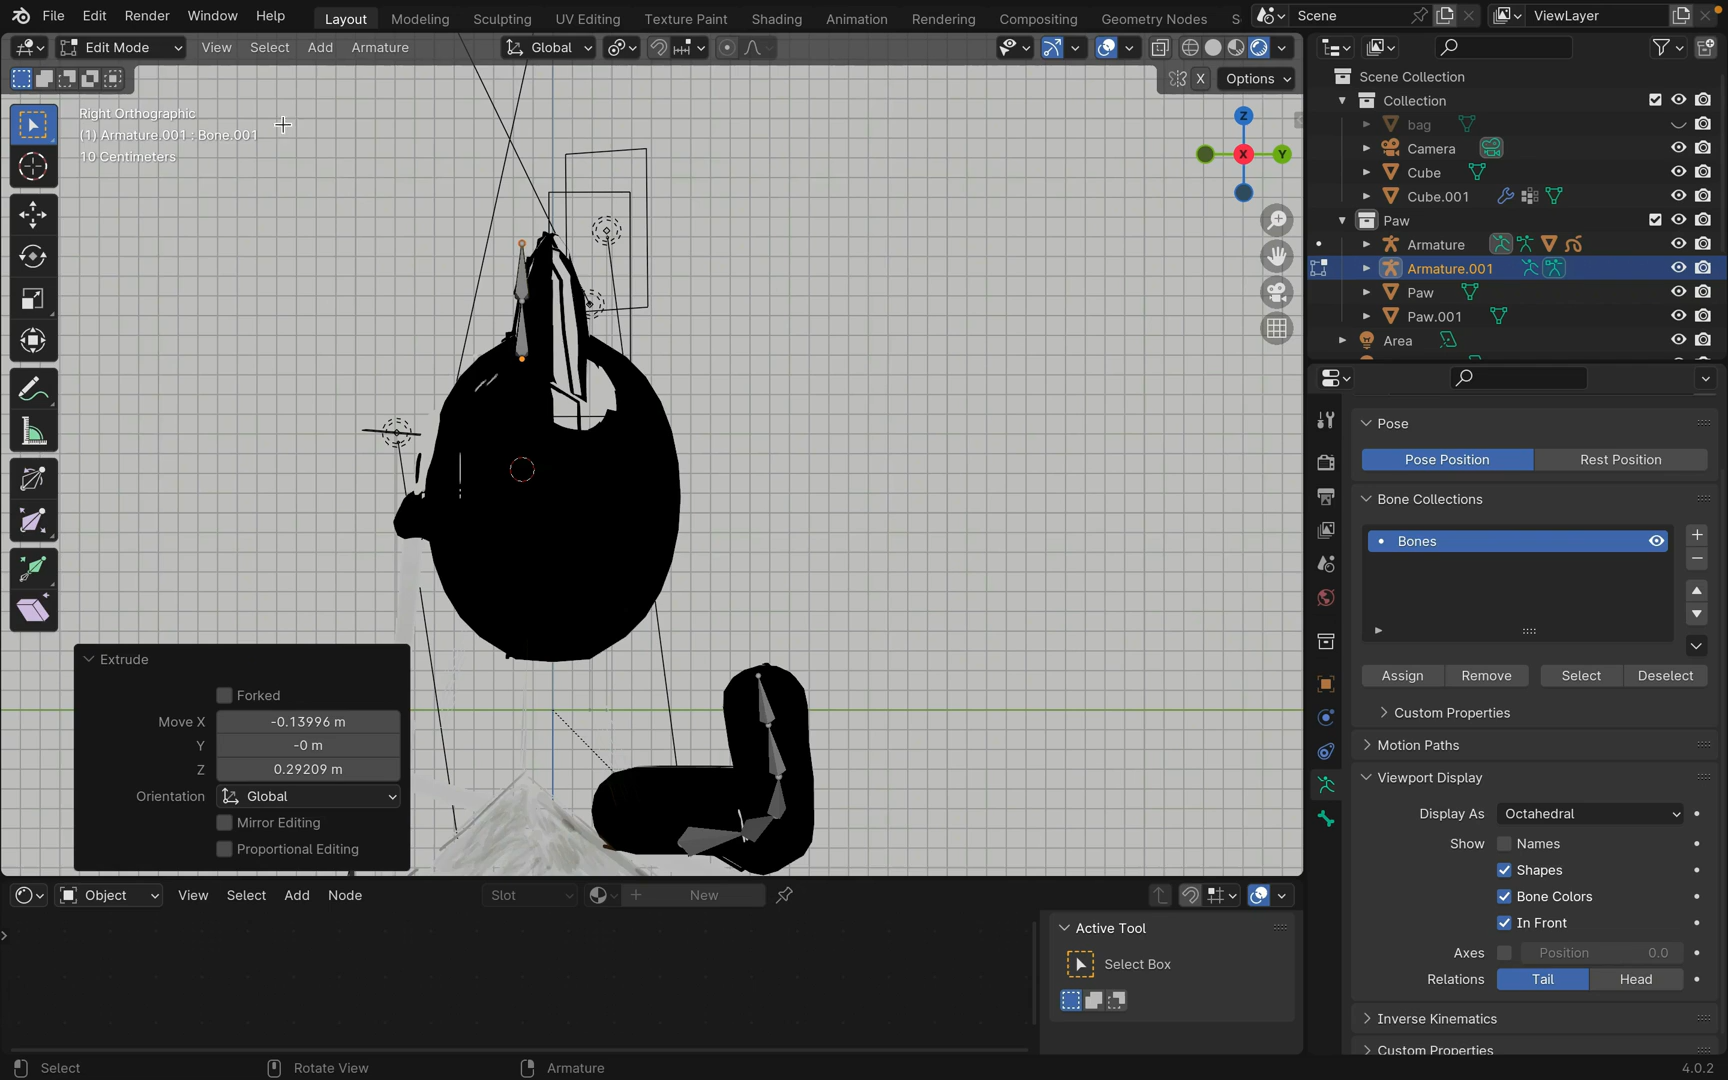 File Edit Render Window Help Layout Modeling Sculpting UV Editing Texture Paint Shading Animation Rendering Compositing Geometry Nodes S Scene ViewLayer
Edit Mode View Select Add Armature Global
X Options
Right Orthographic
(1) Armature.001 : Bone.001
10 Centimeters
Z
X
Y
Extrude
Forked
Move X -0.13996 m
Y -0 m
Z 0.29209 m
Orientation Global
Mirror Editing
Proportional Editing
Object View Select Add Node Slot New
Active Tool
Select Box
Scene Collection
Collection
bag
Camera
Cube
Cube.001
Paw
Armature
Armature.001
Paw
Paw.001
Area
Pose
Pose Position Rest Position
Bone Collections
Bones
Assign Remove Select Deselect
Custom Properties
Motion Paths
Viewport Display
Display As Octahedral
Show Names
Shapes
Bone Colors
In Front
Axes Position 0.0
Relations Tail Head
Inverse Kinematics
Custom Properties
Select Rotate View Armature 4.0.2